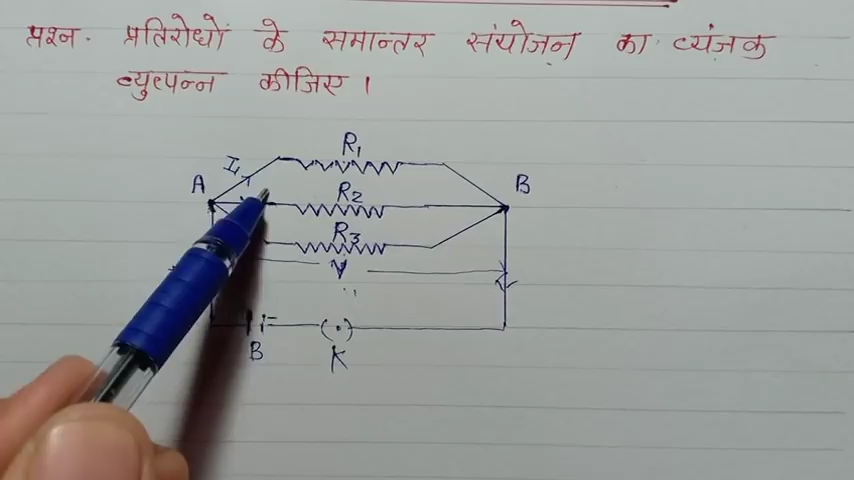 प्रश्न. प्रतिरोधों के समान्तर संयोजन का व्यंजक
व्युत्पन्न कीजिए ।
R1
I1
A
B
R2
R3
V
B
K